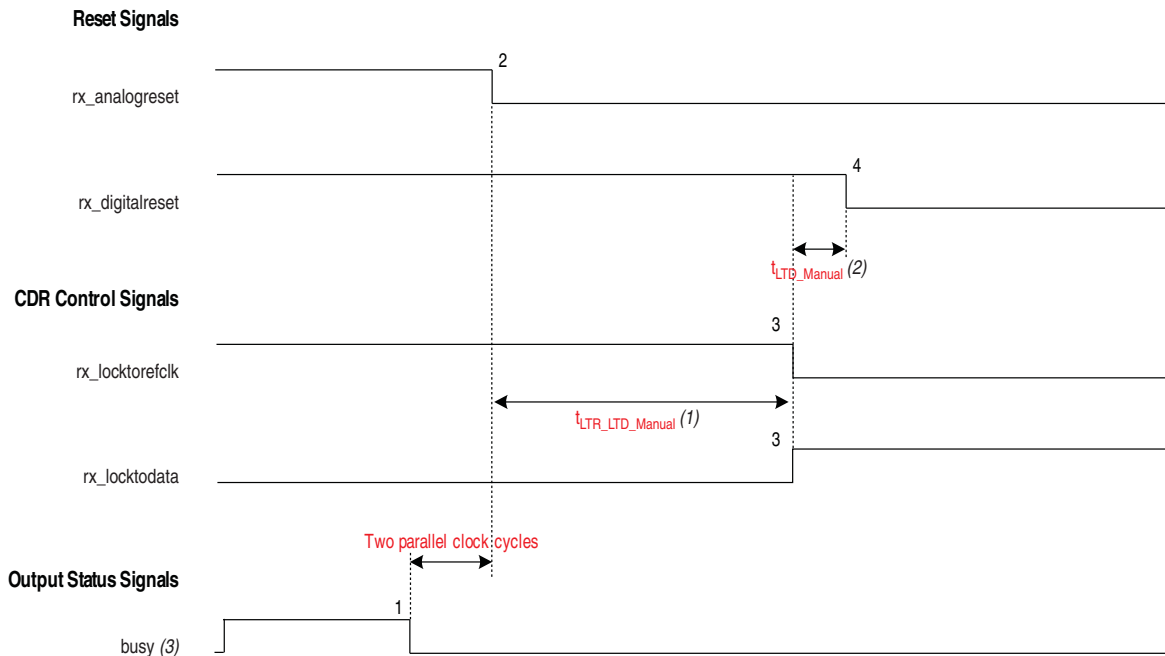 Reset Signals
2
rx_analogreset
4
rx_digitalreset
tLTD_Manual (2)
CDR Control Signals
3
rx_locktorefclk
tLTR_LTD_Manual (1)
3
rx_locktodata
Two parallel clock cycles
Output Status Signals
1
busy (3)